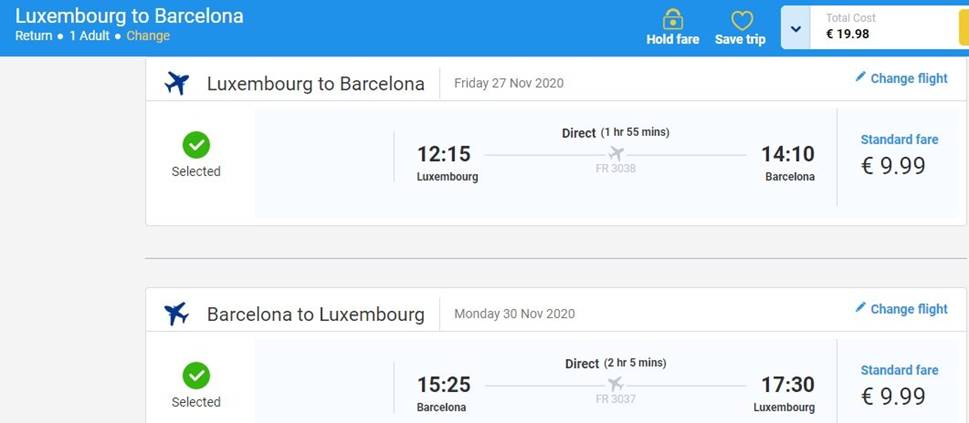 Luxembourg to Barcelona
Return ● 1 Adult ● Change
Hold fare
Save trip
Total Cost
€ 19.98
Luxembourg to Barcelona
Friday 27 Nov 2020
Change flight
Selected
Direct (1 hr 55 mins)
12:15
14:10
FR 3038
Luxembourg
Barcelona
Standard fare
€ 9.99
Barcelona to Luxembourg
Monday 30 Nov 2020
Change flight
Selected
Direct (2 hr 5 mins)
15:25
17:30
FR 3037
Barcelona
Luxembourg
Standard fare
€ 9.99